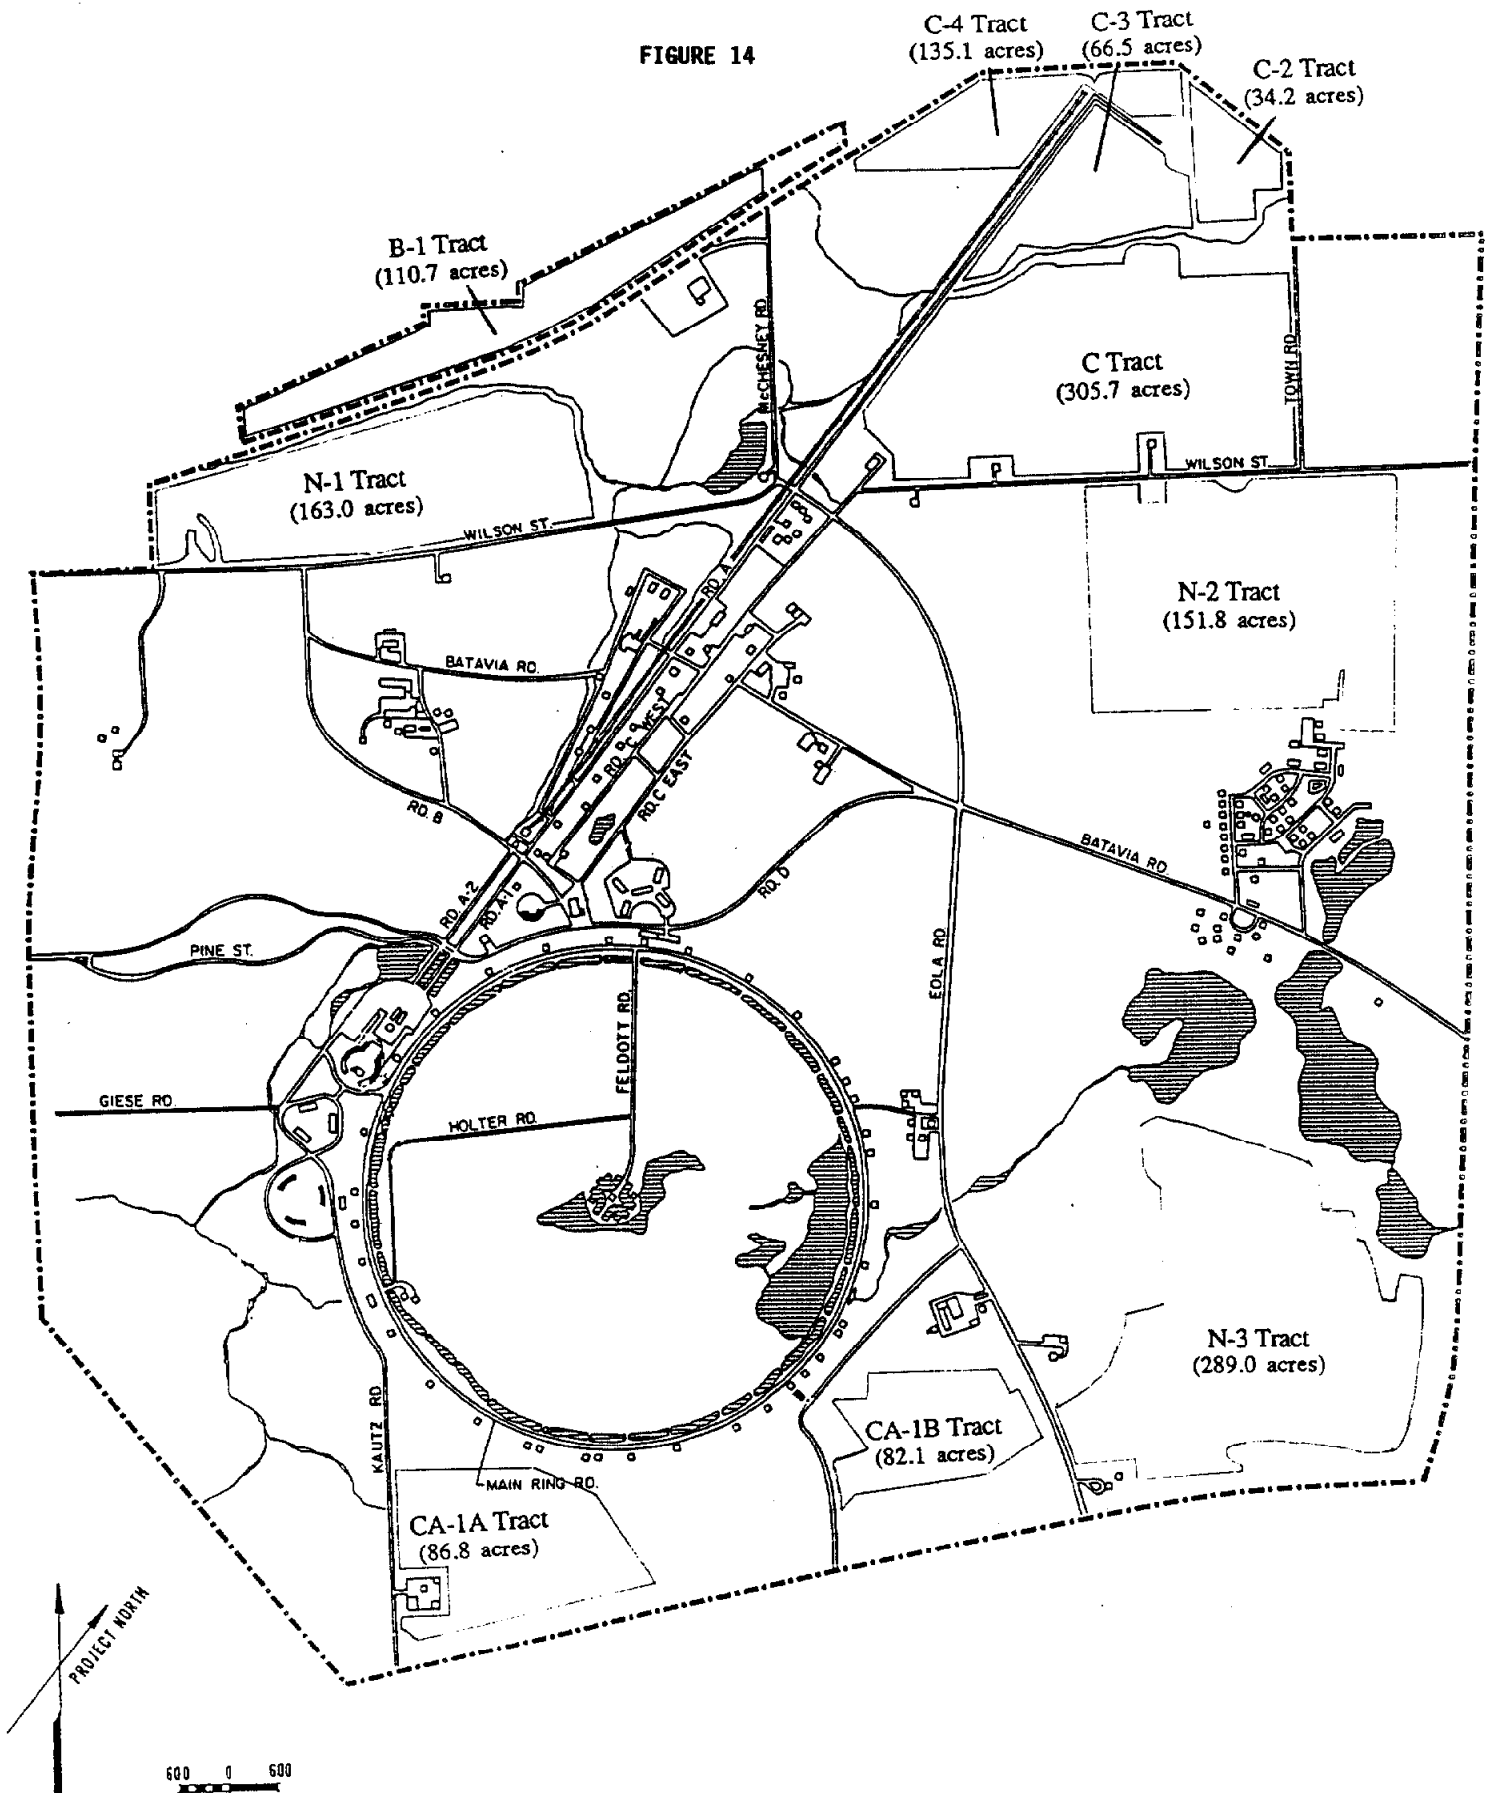 FIGURE 14
C-4 Tract
(135.1 acres)
C-3 Tract
(66.5 acres)
C-2 Tract
(34.2 acres)
B-1 Tract
(110.7 acres)
McCHESNEY RD.
C Tract
(305.7 acres)
TOWN RD.
N-1 Tract
(163.0 acres)
WILSON ST.
WILSON ST.
N-2 Tract
(151.8 acres)
RD. A
BATAVIA RD.
RD. C WEST
RD. C EAST
RD. B
BATAVIA RD.
RD. D
RD. A-2
RD. A-1
PINE ST.
EOLA RD.
FELDOTT RD.
GIESE RD.
HOLTER RD.
N-3 Tract
(289.0 acres)
KAUTZ RD.
CA-1B Tract
(82.1 acres)
MAIN RING RD.
CA-1A Tract
(86.8 acres)
PROJECT NORTH
600 0 600